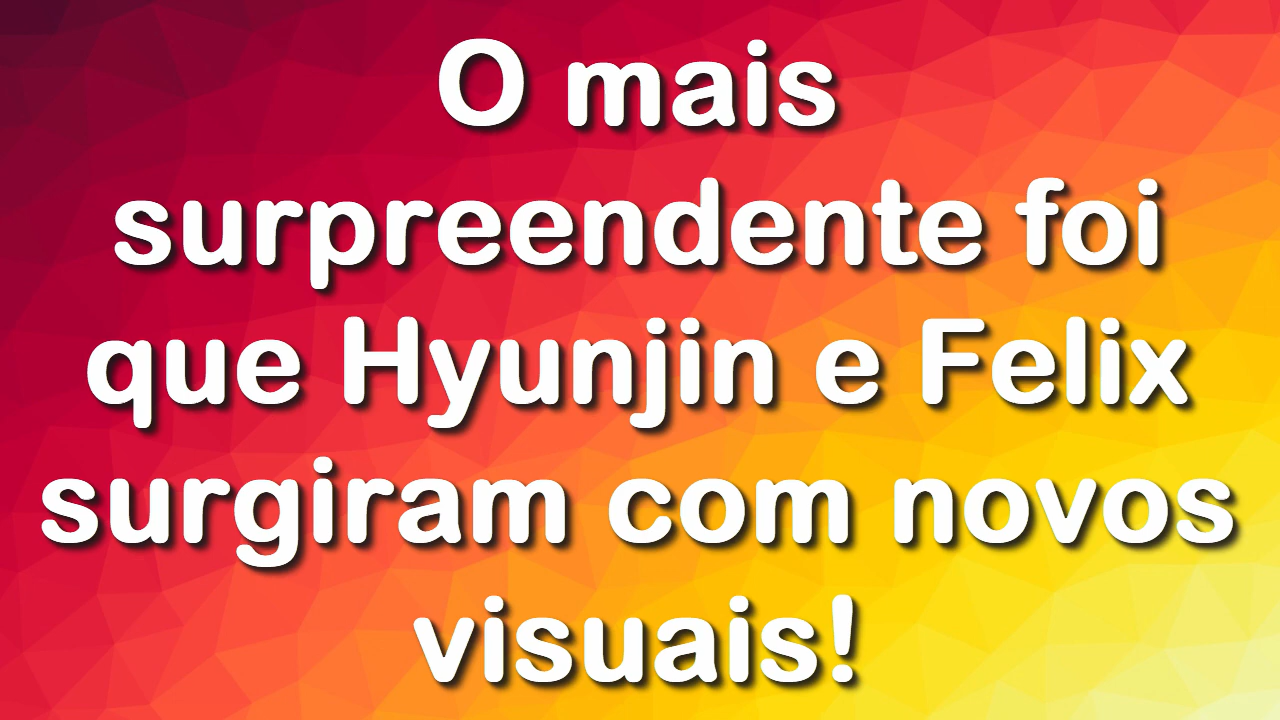 O mais
surpreendente foi
que Hyunjin e Felix
surgiram com novos
visuais!